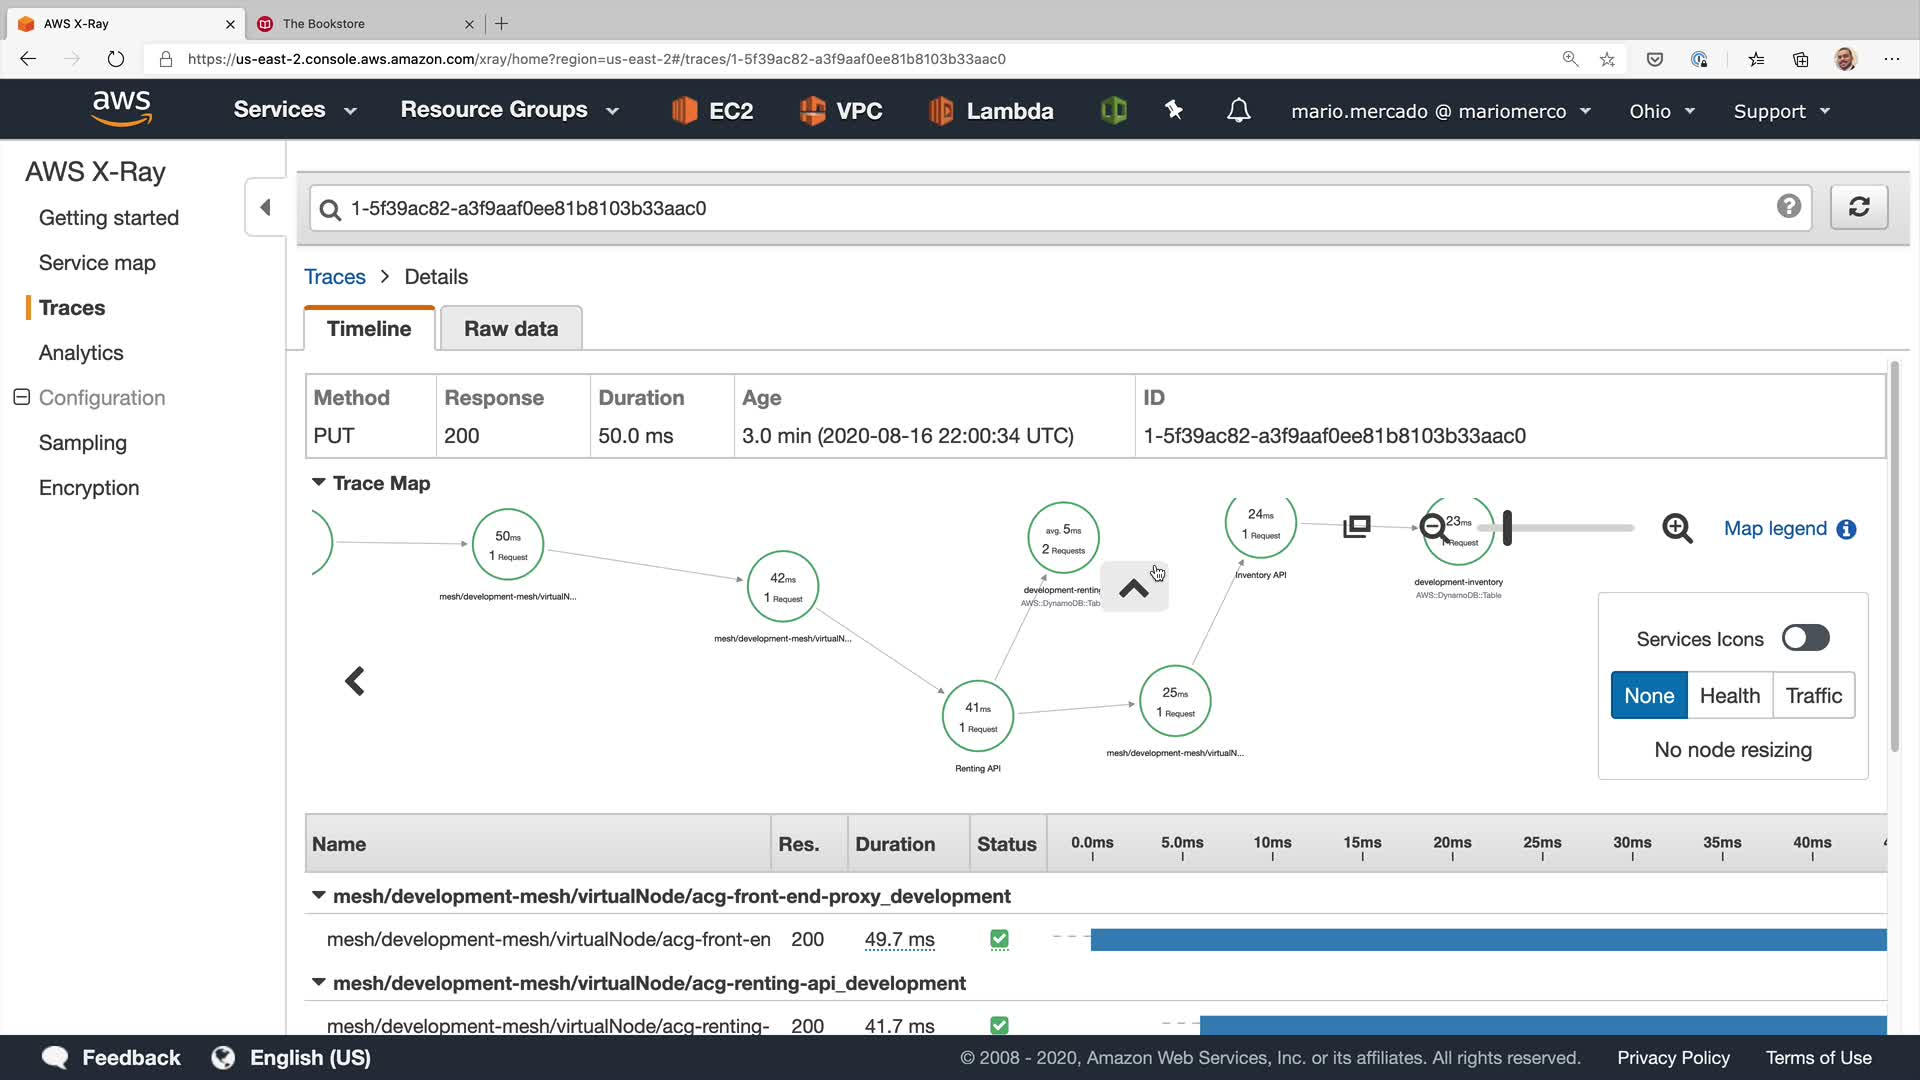 AWS X-Ray
The Bookstore
https://us-east-2.console.aws.amazon.com/xray/home?region=us-east-2#/traces/1-5f39ac82-a3f9aaf0ee81b8103b33aac0
aws
Services
Resource Groups
EC2
VPC
Lambda
mario.mercado @ mariomerco
Ohio
Support
AWS X-Ray
Getting started
Service map
Traces
Analytics
Configuration
Sampling
Encryption
1-5f39ac82-a3f9aaf0ee81b8103b33aac0
Traces > Details
Timeline
Raw data
Method Response Duration Age ID
PUT 200 50.0 ms 3.0 min (2020-08-16 22:00:34 UTC) 1-5f39ac82-a3f9aaf0ee81b8103b33aac0
Trace Map
50ms
1 Request
mesh/development-mesh/virtualN...
42ms
1 Request
mesh/development-mesh/virtualN...
avg. 5ms
2 Requests
development-renting
AWS::DynamoDB::Tab
41ms
1 Request
Renting API
25ms
1 Request
mesh/development-mesh/virtualN...
24ms
1 Request
Inventory API
23ms
1 Request
development-inventory
AWS::DynamoDB::Table
Map legend
Services Icons
None Health Traffic
No node resizing
Name Res. Duration Status 0.0ms 5.0ms 10ms 15ms 20ms 25ms 30ms 35ms 40ms
mesh/development-mesh/virtualNode/acg-front-end-proxy_development
mesh/development-mesh/virtualNode/acg-front-en 200 49.7 ms
mesh/development-mesh/virtualNode/acg-renting-api_development
mesh/development-mesh/virtualNode/acg-renting- 200 41.7 ms
Feedback
English (US)
© 2008 - 2020, Amazon Web Services, Inc. or its affiliates. All rights reserved.
Privacy Policy
Terms of Use